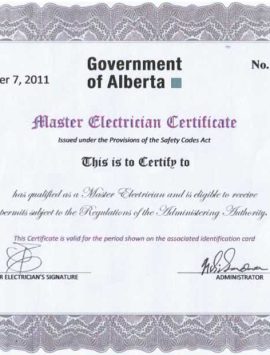 Government
of Alberta
No.
er 7, 2011
Master Electrician Certificate
Issued under the Provisions of the Safety Codes Act
This is to Certify to
has qualified as a Master Electrician and is eligible to receive
permits subject to the Regulations of the Administering Authority.
This Certificate is valid for the period shown on the associated identification card
R ELECTRICIAN'S SIGNATURE
ADMINISTRATOR